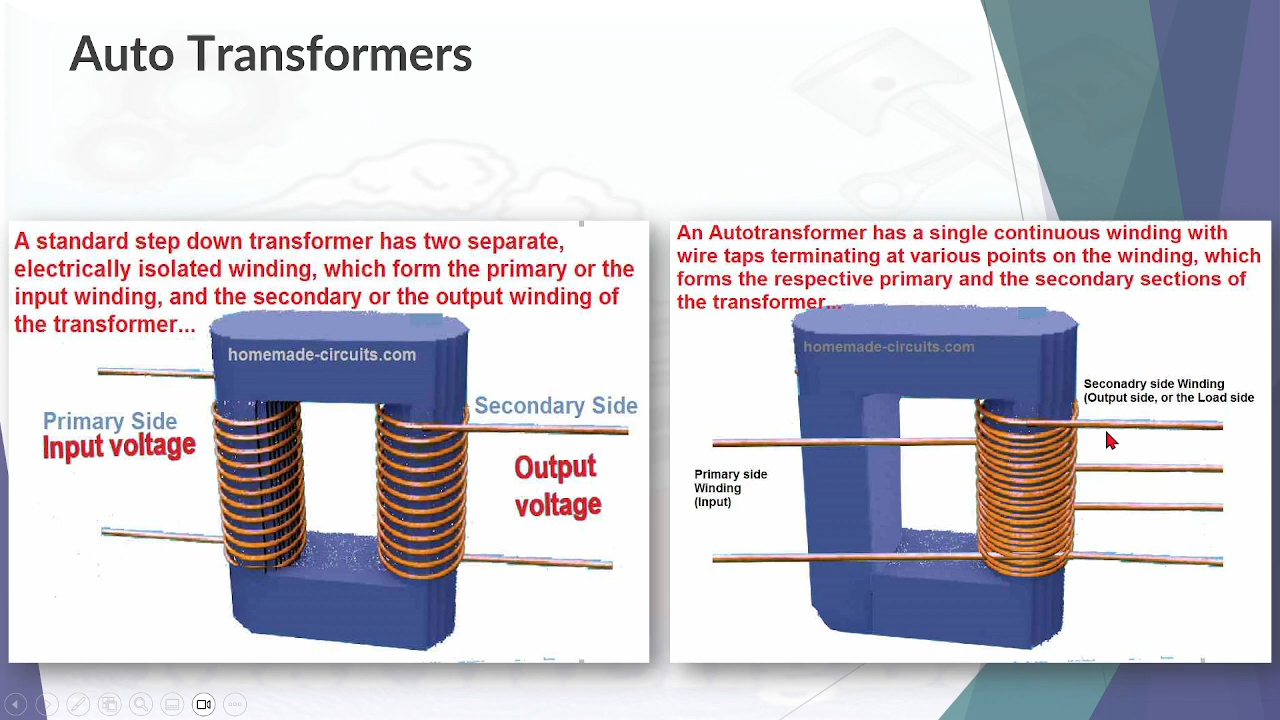 Auto Transformers
A standard step down transformer has two separate,
electrically isolated winding, which form the primary or the
input winding, and the secondary or the output winding of
the transformer...
homemade-circuits.com
Primary Side
Input voltage
Secondary Side
Output
voltage
An Autotransformer has a single continuous winding with
wire taps terminating at various points on the winding, which
forms the respective primary and the secondary sections of
the transformer...
homemade-circuits.com
Seconadry side Winding
(Output side, or the Load side
Primary side
Winding
(Input)